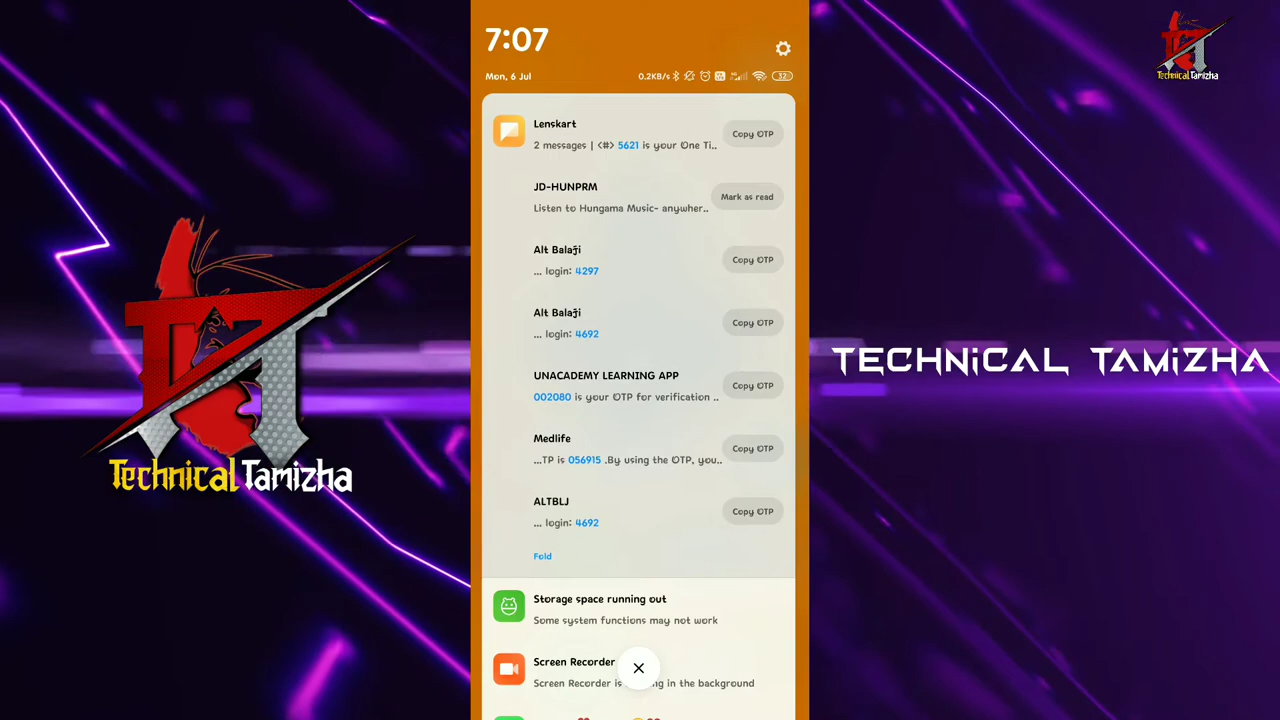 7:07
Mon, 6 Jul
0.2KB/s
32
Lenskart
2 messages | <#> 5621 is your One Ti..
Copy OTP
JD-HUNPRM
Listen to Hungama Music- anywher..
Mark as read
Alt Balaji
... login: 4297
Copy OTP
Alt Balaji
... login: 4692
Copy OTP
UNACADEMY LEARNING APP
002080 is your OTP for verification ..
Copy OTP
Medlife
...TP is 056915 .By using the OTP, you..
Copy OTP
ALTBLJ
... login: 4692
Copy OTP
Fold
Storage space running out
Some system functions may not work
Screen Recorder
Screen Recorder is in the background
Technical Tamizha
TECHNiCAL TAMiZHA
Technical Tamizha